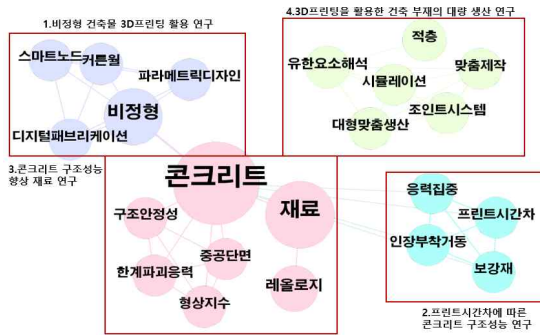 1.비정형 건축물 3D프린팅 활용 연구
스마트노드
커튼월
파라메트릭디자인
비정형
디지털패브리케이션
4.3D프린팅을 활용한 건축 부재의 대량 생산 연구
적층
유한요소해석
맞춤제작
시뮬레이션
조인트시스템
대형맞춤생산
3.콘크리트 구조성능
향상 재료 연구
콘크리트
재료
구조안정성
중공단면
한계파괴응력
형상지수
레올로지
응력집중
프린트시간차
인장부착거동
보강재
2.프린트시간차에 따른
콘크리트 구조성능 연구